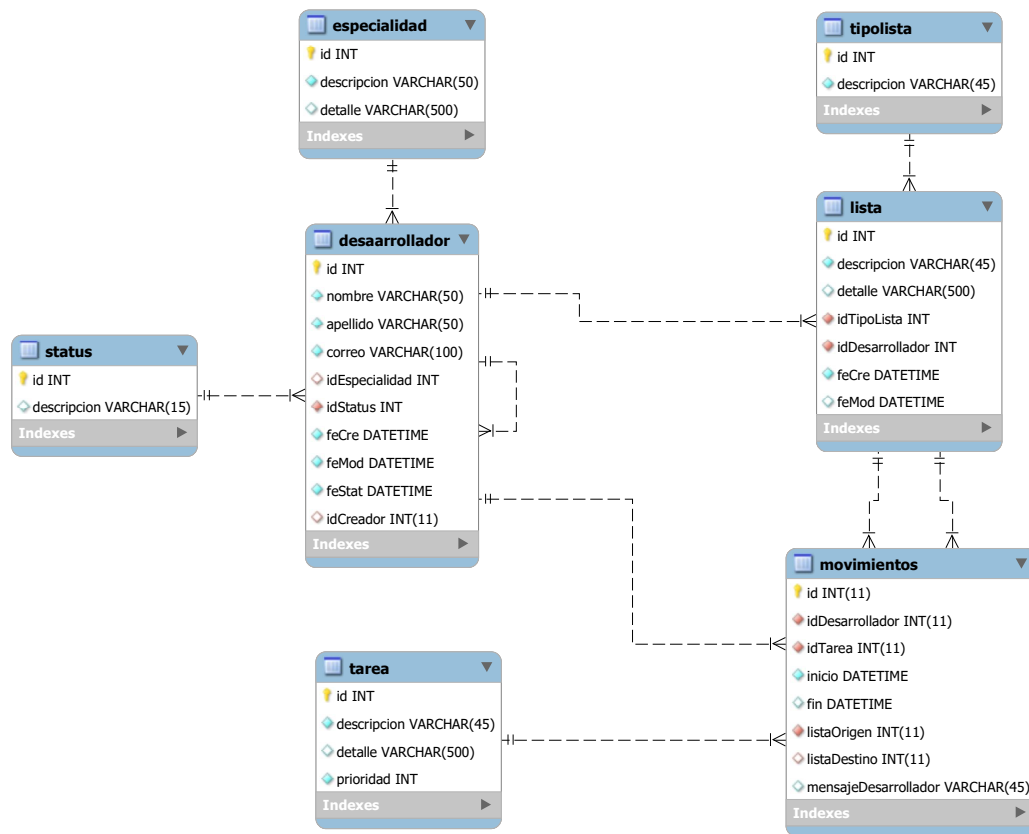 especialidad
id INT
descripcion VARCHAR(50)
detalle VARCHAR(500)
Indexes
tipolista
id INT
descripcion VARCHAR(45)
Indexes
desaarrollador
id INT
nombre VARCHAR(50)
apellido VARCHAR(50)
correo VARCHAR(100)
idEspecialidad INT
idStatus INT
feCre DATETIME
feMod DATETIME
feStat DATETIME
idCreador INT(11)
Indexes
lista
id INT
descripcion VARCHAR(45)
detalle VARCHAR(500)
idTipoLista INT
idDesarrollador INT
feCre DATETIME
feMod DATETIME
Indexes
status
id INT
descripcion VARCHAR(15)
Indexes
movimientos
id INT(11)
idDesarrollador INT(11)
idTarea INT(11)
inicio DATETIME
fin DATETIME
listaOrigen INT(11)
listaDestino INT(11)
mensajeDesarrollador VARCHAR(45)
Indexes
tarea
id INT
descripcion VARCHAR(45)
detalle VARCHAR(500)
prioridad INT
Indexes